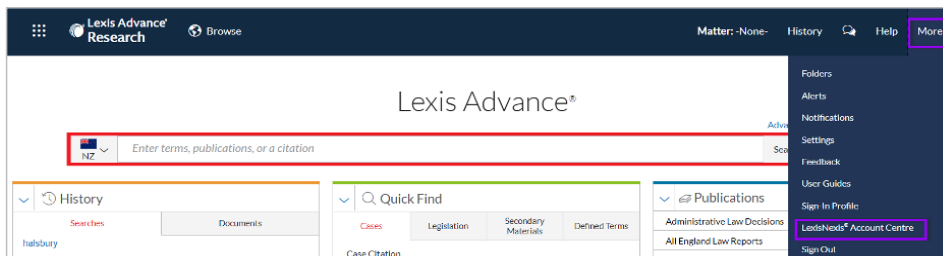 Lexis Advance®
Research
Browse
Matter: -None-
History
Help
More
Folders
Alerts
Notifications
Settings
Feedback
User Guides
Sign-In Profile
LexisNexis® Account Centre
Sign Out
Lexis Advance®
NZ
Enter terms, publications, or a citation
History
Searches
Documents
halsbury
Quick Find
Cases
Legislation
Secondary
Materials
Defined Terms
Case Citation
Publications
Administrative Law Decisions
All England Law Reports